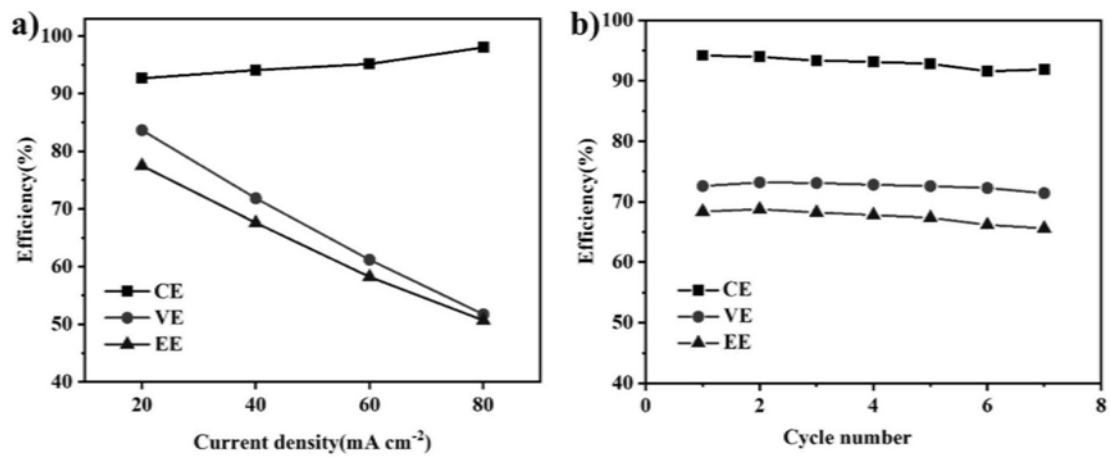 a)
100
90
80
70
60
50
40
Efficiency(%)
CE
VE
EE
20 40 60 80
Current density(mA cm⁻²)
b)
100
90
80
70
60
50
40
Efficiency(%)
CE
VE
EE
0 2 4 6 8
Cycle number